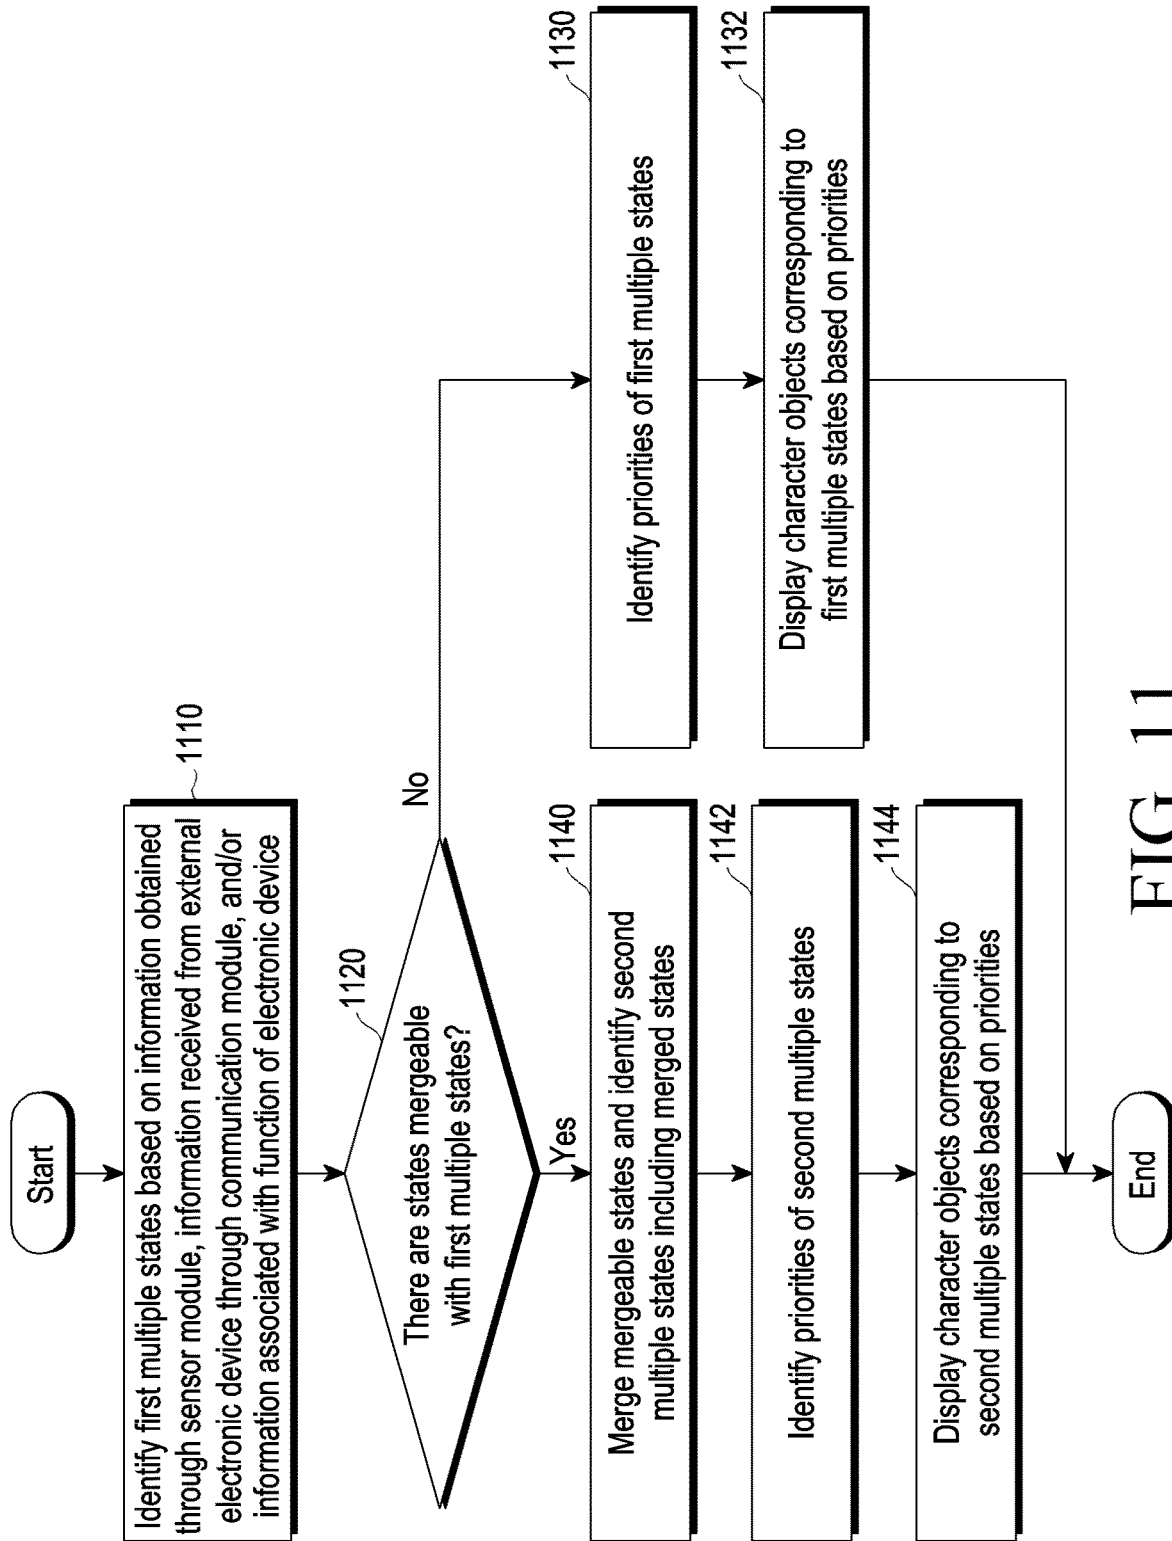 Start
1110
Identify first multiple states based on information obtained
through sensor module, information received from external
electronic device through communication module, and/or
information associated with function of electronic device
1120
There are states mergeable
with first multiple states?
No
Yes
1140
Merge mergeable states and identify second
multiple states including merged states
1142
Identify priorities of second multiple states
1144
Display character objects corresponding to
second multiple states based on priorities
1130
Identify priorities of first multiple states
1132
Display character objects corresponding to
first multiple states based on priorities
End
FIG. 11